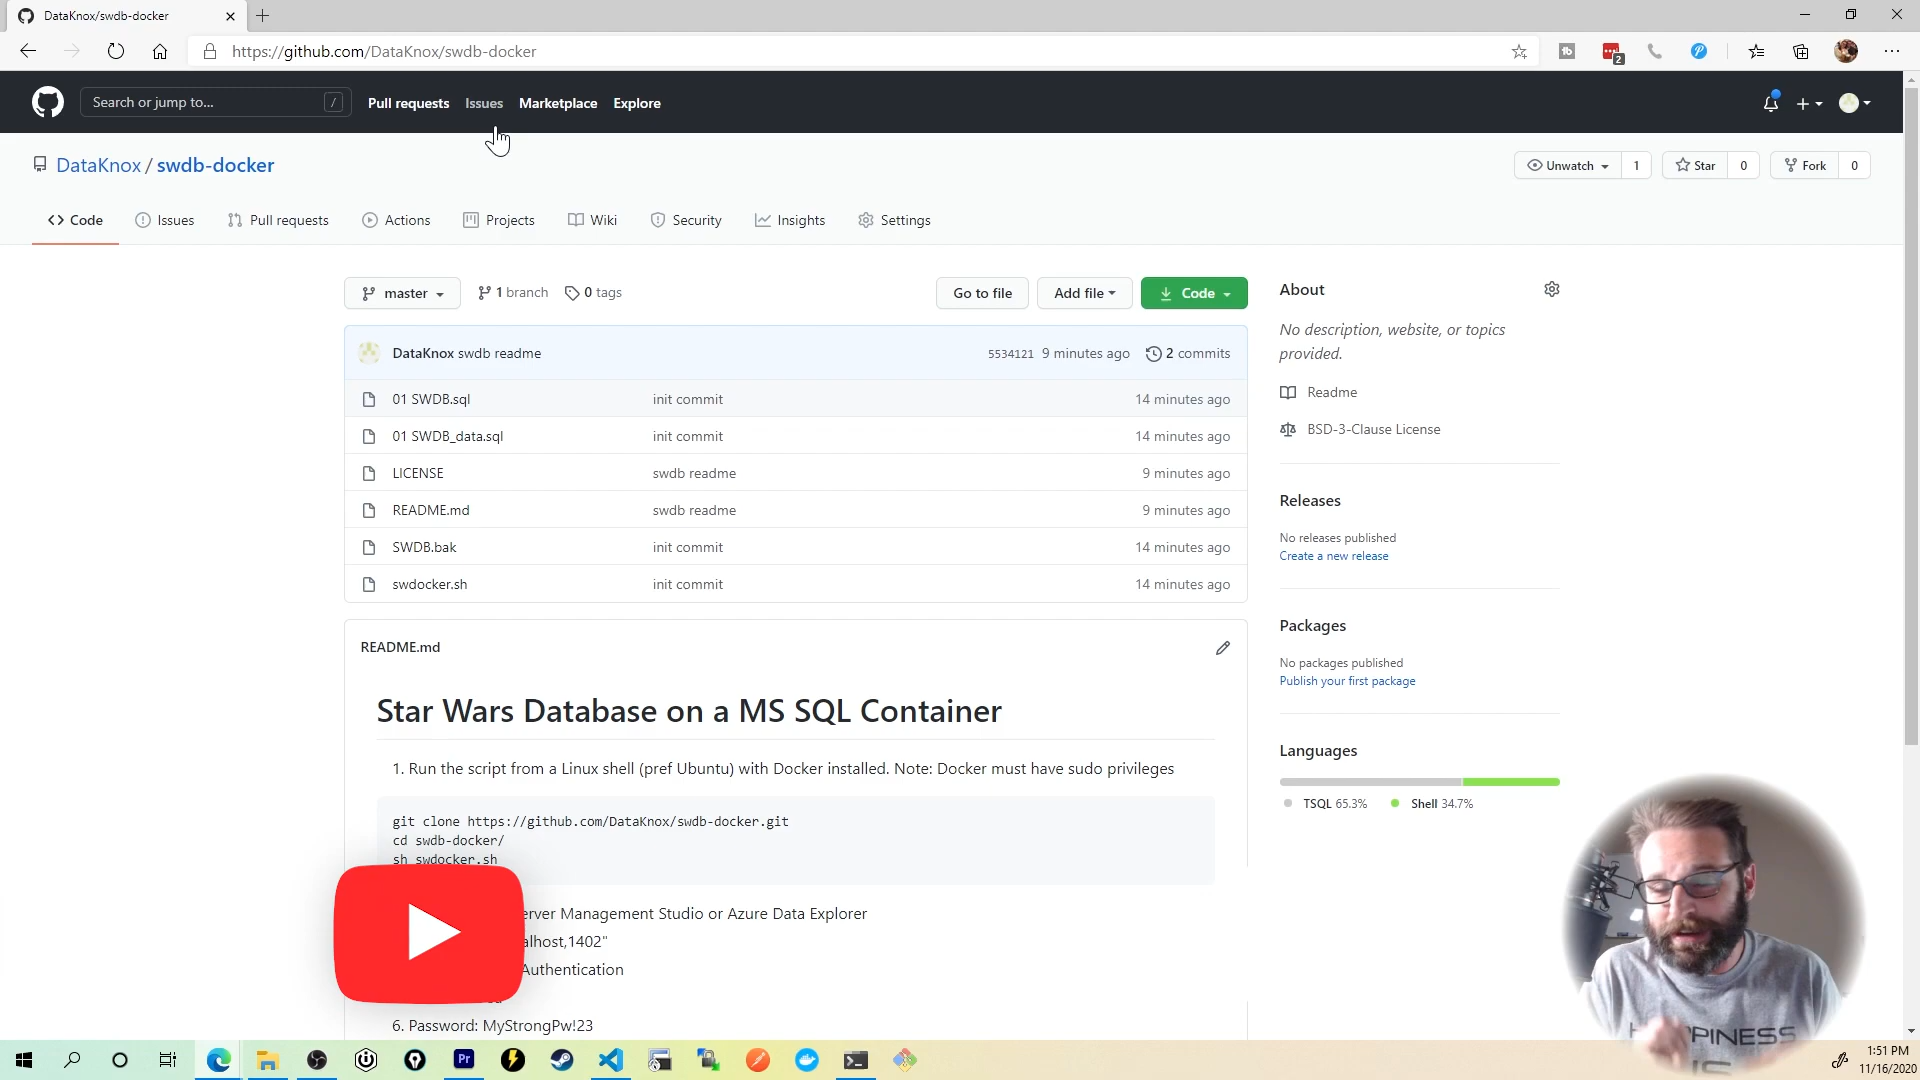 DataKnox/swdb-docker
https://github.com/DataKnox/swdb-docker
2
Search or jump to...
/
Pull requests
Issues
Marketplace
Explore
DataKnox / swdb-docker
Unwatch 1
Star 0
Fork 0
Code
Issues
Pull requests
Actions
Projects
Wiki
Security
Insights
Settings
master
1 branch
0 tags
Go to file
Add file
Code
DataKnox swdb readme
5534121 9 minutes ago
2 commits
01 SWDB.sql init commit 14 minutes ago
01 SWDB_data.sql init commit 14 minutes ago
LICENSE swdb readme 9 minutes ago
README.md swdb readme 9 minutes ago
SWDB.bak init commit 14 minutes ago
swdocker.sh init commit 14 minutes ago
README.md
Star Wars Database on a MS SQL Container
1. Run the script from a Linux shell (pref Ubuntu) with Docker installed. Note: Docker must have sudo privileges
git clone https://github.com/DataKnox/swdb-docker.git
cd swdb-docker/
sh swdocker.sh
erver Management Studio or Azure Data Explorer
alhost,1402"
Authentication
6. Password: MyStrongPw!23
About
No description, website, or topics
provided.
Readme
BSD-3-Clause License
Releases
No releases published
Create a new release
Packages
No packages published
Publish your first package
Languages
TSQL 65.3%
Shell 34.7%
Pr
1:51 PM
11/16/2020